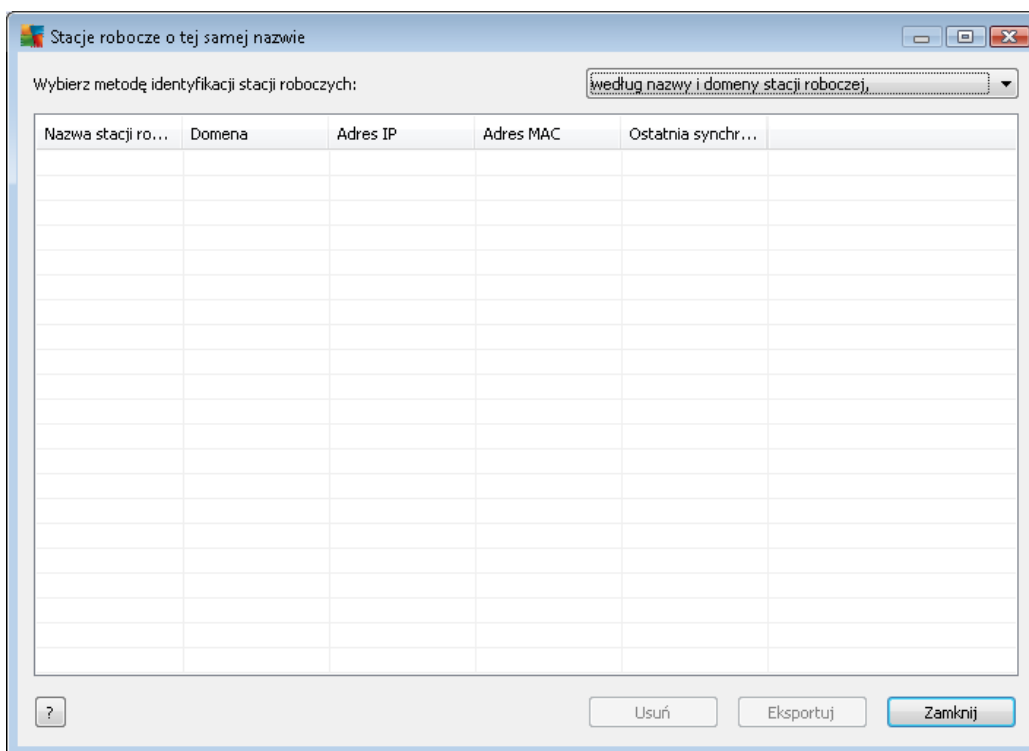 Stacje robocze o tej samej nazwie
Wybierz metodę identyfikacji stacji roboczych: według nazwy i domeny stacji roboczej,
Nazwa stacji ro... Domena Adres IP Adres MAC Ostatnia synchr...
? Usuń Eksportuj Zamknij